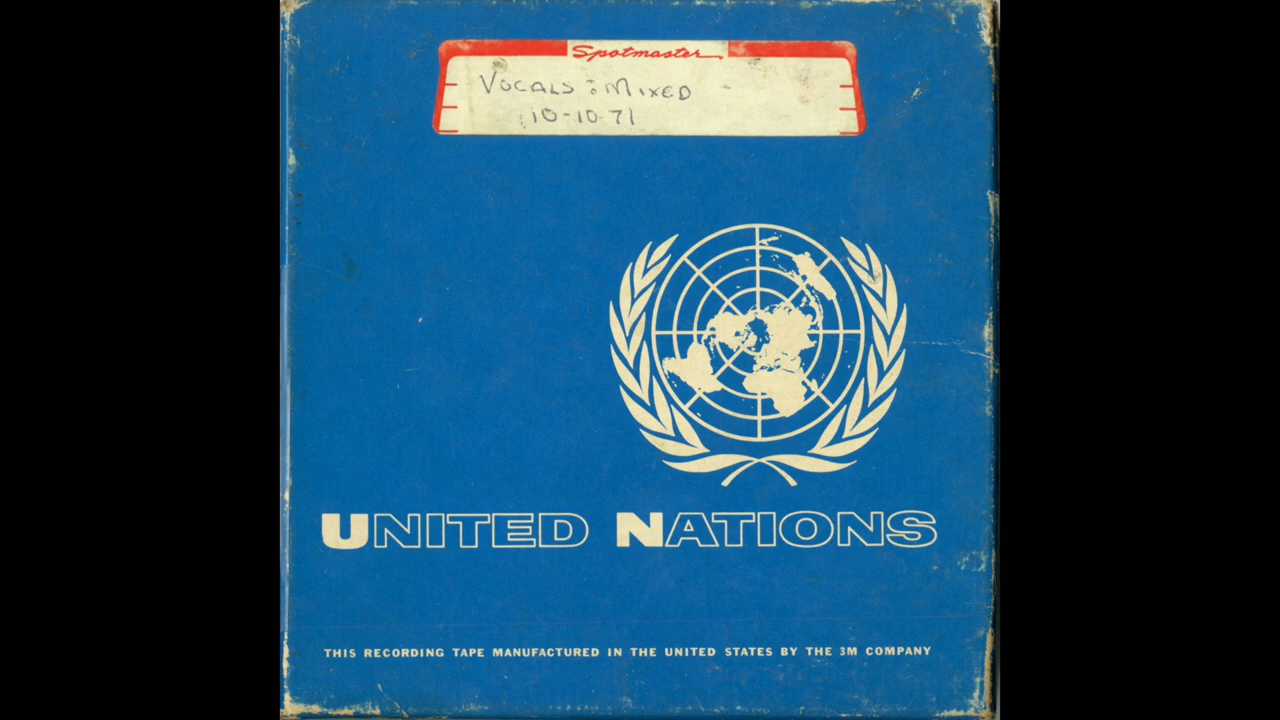 Spotmaster
VOCALS : MIXED
10-10-71
UNITED NATIONS
THIS RECORDING TAPE MANUFACTURED IN THE UNITED STATES BY THE 3M COMPANY